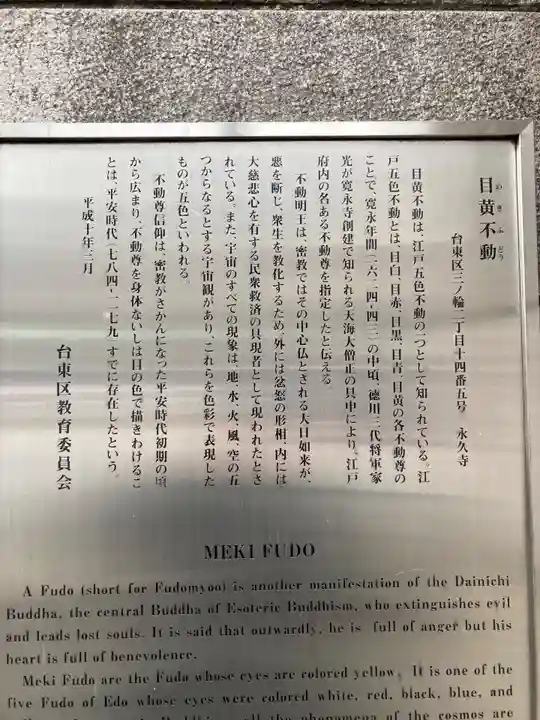 目黄不動
めきふどう
台東区三ノ輪二丁目十四番五号 永久寺
目黄不動は、江戸五色不動の一つとして知られている。江
戸五色不動とは、目白、目赤、目黒、目青、目黄の各不動尊の
ことで、寛永年間（一六二四-四三）の中頃、徳川三代将軍家
光が寛永寺創建で知られる天海大僧正の具申により、江戸
府内の名ある不動尊を指定したと伝える。
不動明王は、密教ではその中心仏とされる大日如来が、
悪を断じ、衆生を教化するため、外には忿怒の形相、内には
大慈悲心を有する民衆救済の具現者として現われたとさ
れている。また、宇宙のすべての現象は、地、水、火、風、空の五
つからなるとする宇宙観があり、これらを色彩で表現した
ものが五色といわれる。
不動尊信仰は、密教がさかんになった平安時代初期の頃
から広まり、不動尊を身体ないしは目の色で描きわけるこ
とは、平安時代（七八四-一一七九）すでに存在したという。
平成十年三月
台東区教育委員会
MEKI FUDO
A Fudo (short for Fudomyoo) is another manifestation of the Dainichi
Buddha, the central Buddha of Esoteric Buddhism, who extinguishes evil
and leads lost souls. It is said that outwardly, he is full of anger but his
heart is full of benevolence.
Meki Fudo are the Fudo whose eyes are colored yellow. It is one of the
five Fudo of Edo whose eyes were colored white, red, black, blue, and
all the phenomena of the cosmos are